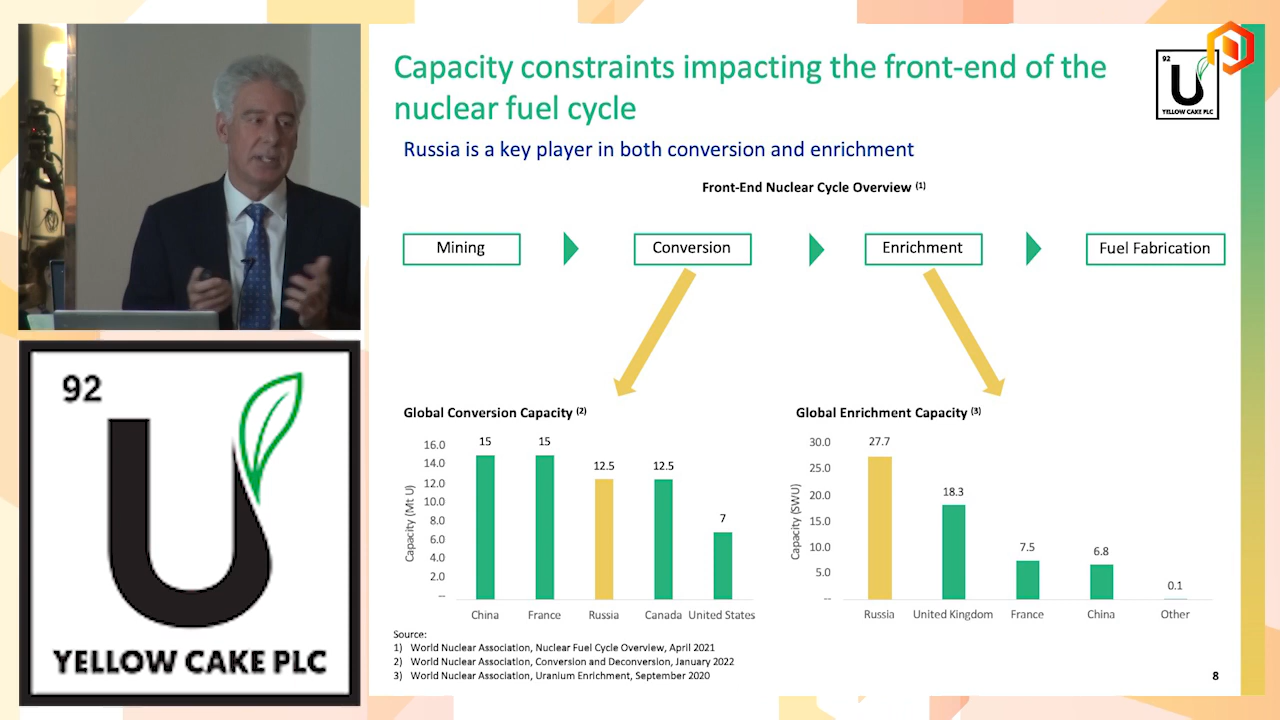 Capacity constraints impacting the front-end of the
nuclear fuel cycle
92
U
YELLOW CAKE PLC
Russia is a key player in both conversion and enrichment
Front-End Nuclear Cycle Overview (1)
Mining
Conversion
Enrichment
Fuel Fabrication
Global Conversion Capacity (2)
Capacity (Mt U)
16.0
14.0
12.0
10.0
8.0
6.0
4.0
2.0
--
15
15
12.5
12.5
7
China
France
Russia
Canada
United States
Global Enrichment Capacity (3)
Capacity (SWU)
30.0
25.0
20.0
15.0
10.0
5.0
--
27.7
18.3
7.5
6.8
0.1
Russia
United Kingdom
France
China
Other
Source:
1) World Nuclear Association, Nuclear Fuel Cycle Overview, April 2021
2) World Nuclear Association, Conversion and Deconversion, January 2022
3) World Nuclear Association, Uranium Enrichment, September 2020
8
92
U
YELLOW CAKE PLC